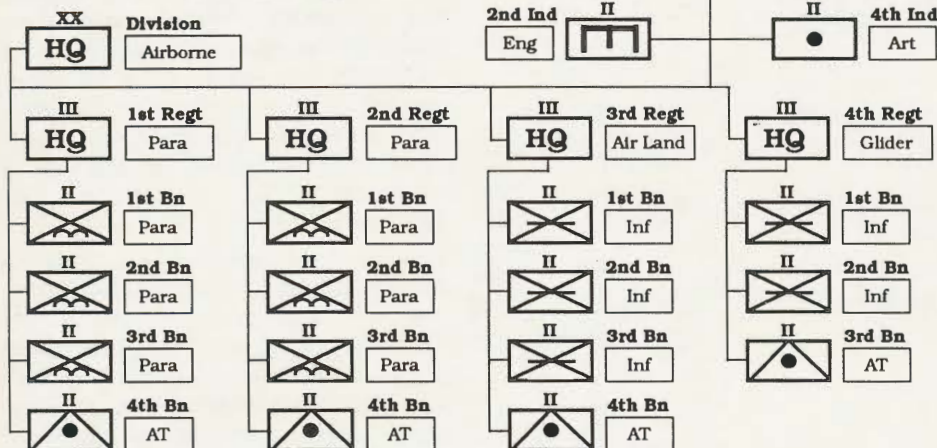 XX Division
HQ Airborne
2nd Ind II
Eng
II 4th Ind
Art
III 1st Regt
HQ Para
III 2nd Regt
HQ Para
III 3rd Regt
HQ Air Land
III 4th Regt
HQ Glider
II 1st Bn
Para
II 1st Bn
Para
II 1st Bn
Inf
II 1st Bn
Inf
II 2nd Bn
Para
II 2nd Bn
Para
II 2nd Bn
Inf
II 2nd Bn
Inf
II 3rd Bn
Para
II 3rd Bn
Para
II 3rd Bn
Inf
II 3rd Bn
AT
II 4th Bn
AT
II 4th Bn
AT
II 4th Bn
AT